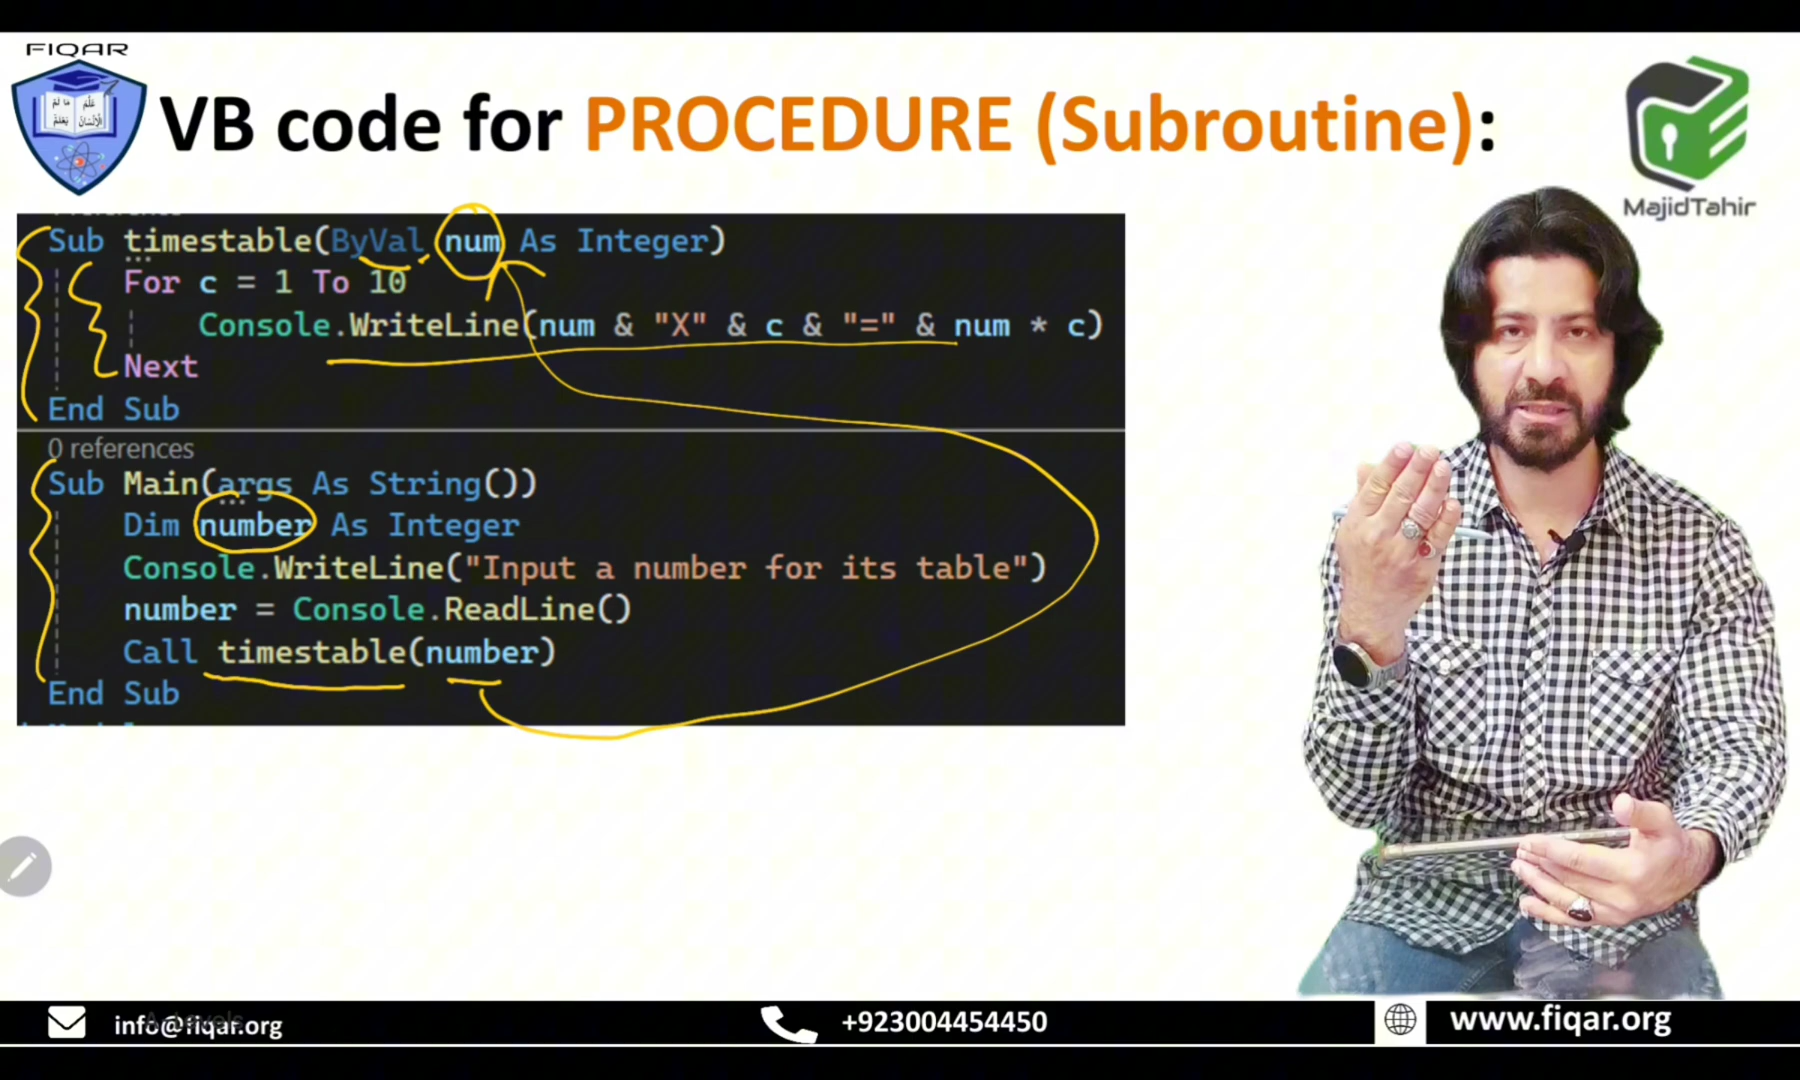 FIQAR
VB code for PROCEDURE (Subroutine):
MajidTahir
Sub timestable(ByVal num As Integer)
For c = 1 To 10
Console.WriteLine(num & "X" & c & "=" & num * c)
Next
End Sub
0 references
Sub Main(args As String())
Dim number As Integer
Console.WriteLine("Input a number for its table")
number = Console.ReadLine()
Call timestable(number)
End Sub
info@fiqar.org
+923004454450
www.fiqar.org